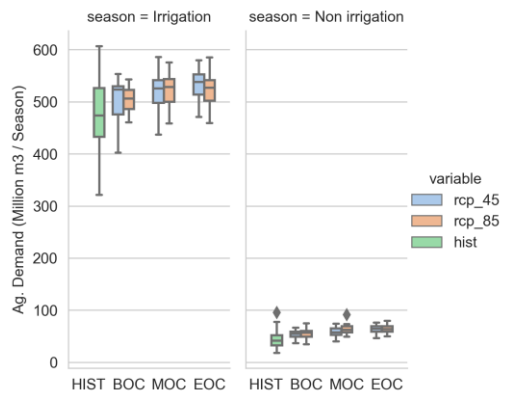 season = Irrigation
season = Non irrigation
Ag. Demand (Million m3 / Season)
600
500
400
300
200
100
0
HIST BOC MOC EOC
HIST BOC MOC EOC
variable
rcp_45
rcp_85
hist